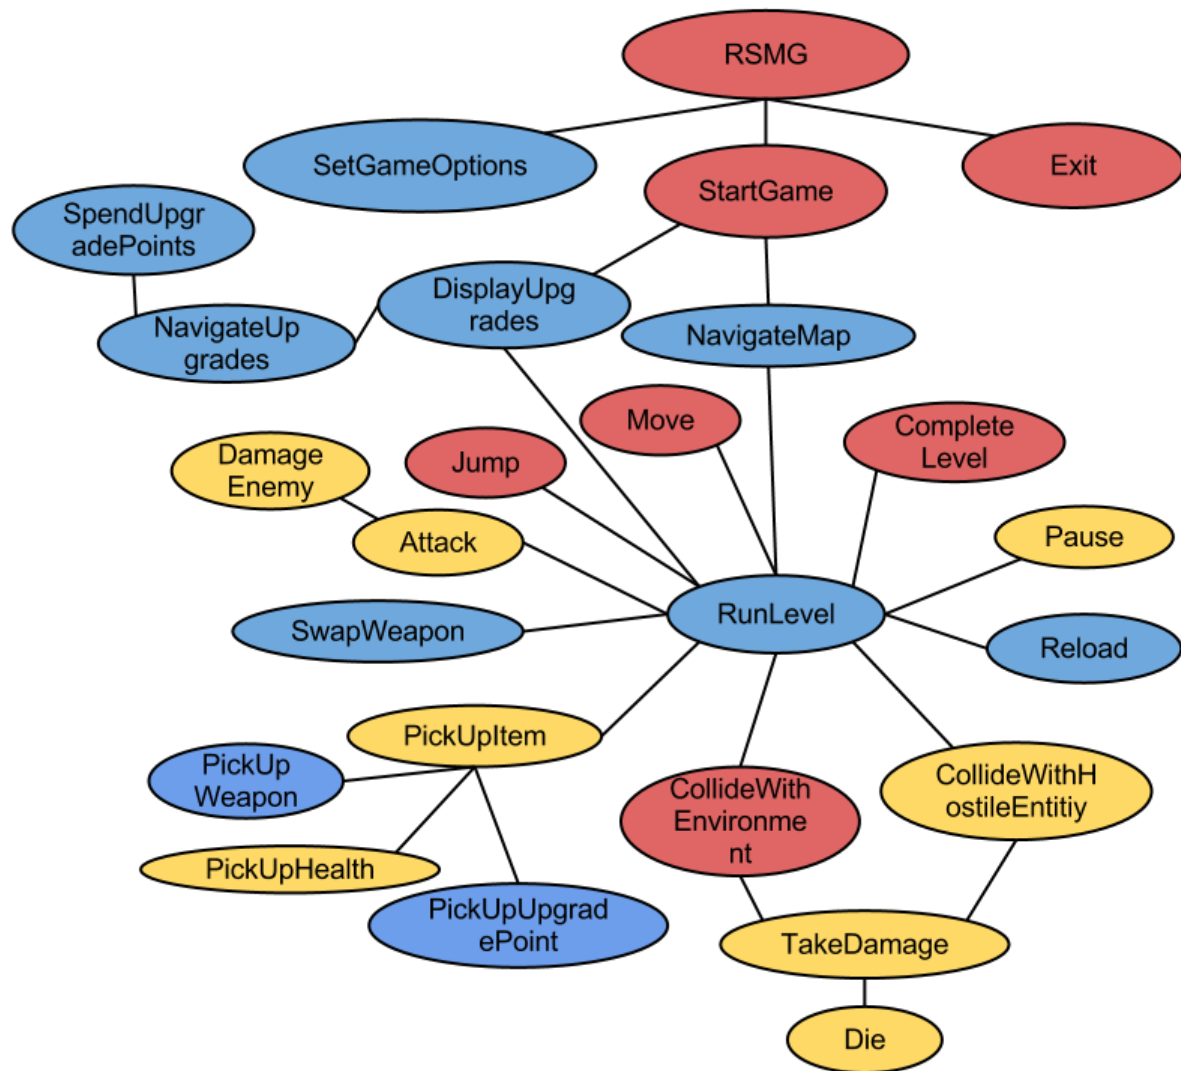 RSMG
SetGameOptions
StartGame
Exit
SpendUpgr
adePoints
DisplayUpg
rades
NavigateUp
grades
NavigateMap
Move
Complete
Level
Jump
Damage
Enemy
Attack
Pause
RunLevel
SwapWeapon
Reload
PickUpItem
PickUp
Weapon
CollideWith
Environme
nt
CollideWithH
ostileEntitiy
PickUpHealth
PickUpUpgrad
ePoint
TakeDamage
Die